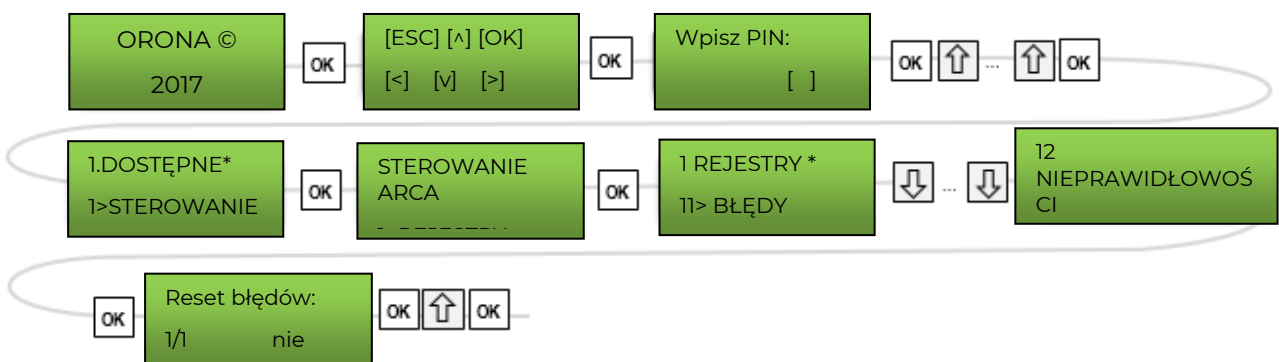 ORONA ©
2017
OK
[ESC] [^] [OK]
[<] [v] [>]
OK
Wpisz PIN:
[ ]
OK ... OK
1.DOSTĘPNE*
1>STEROWANIE
OK
STEROWANIE
ARCA
OK
1 REJESTRY *
11> BŁĘDY
...
12
NIEPRAWIDŁOWOŚ
CI
OK
Reset błędów:
1/1 nie
OK OK